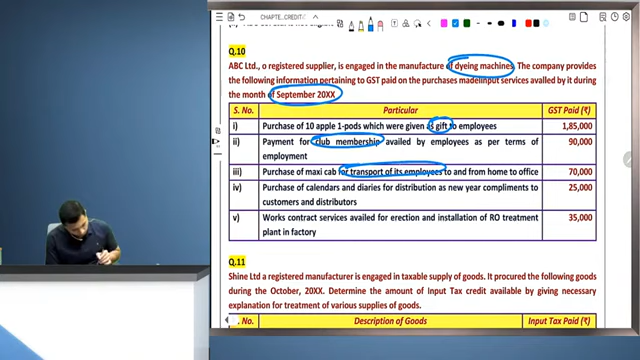 CHAPTE_CREDIT/
Q.10
ABC Ltd., a registered supplier, is engaged in the manufacture of dyeing machines. The company provides
the following information pertaining to GST paid on the purchases madeiinput services availed by it during
the month of September 20XX
S. No. Particular GST Paid (₹)
i) Purchase of 10 apple 1-pods which were given as gift to employees 1,85,000
ii) Payment for club membership availed by employees as per terms of 90,000
employment
iii) Purchase of maxi cab for transport of its employees to and from home to office 70,000
iv) Purchase of calendars and diaries for distribution as new year compliments to 25,000
customers and distributors
v) Works contract services availed for erection and installation of RO treatment 35,000
plant in factory
Q.11
Shine Ltd a registered manufacturer is engaged in taxable supply of goods. It procured the following goods
during the October, 20XX. Determine the amount of Input Tax credit available by giving necessary
explanation for treatment of various supplies of goods.
S. No. Description of Goods Input Tax Paid (₹)